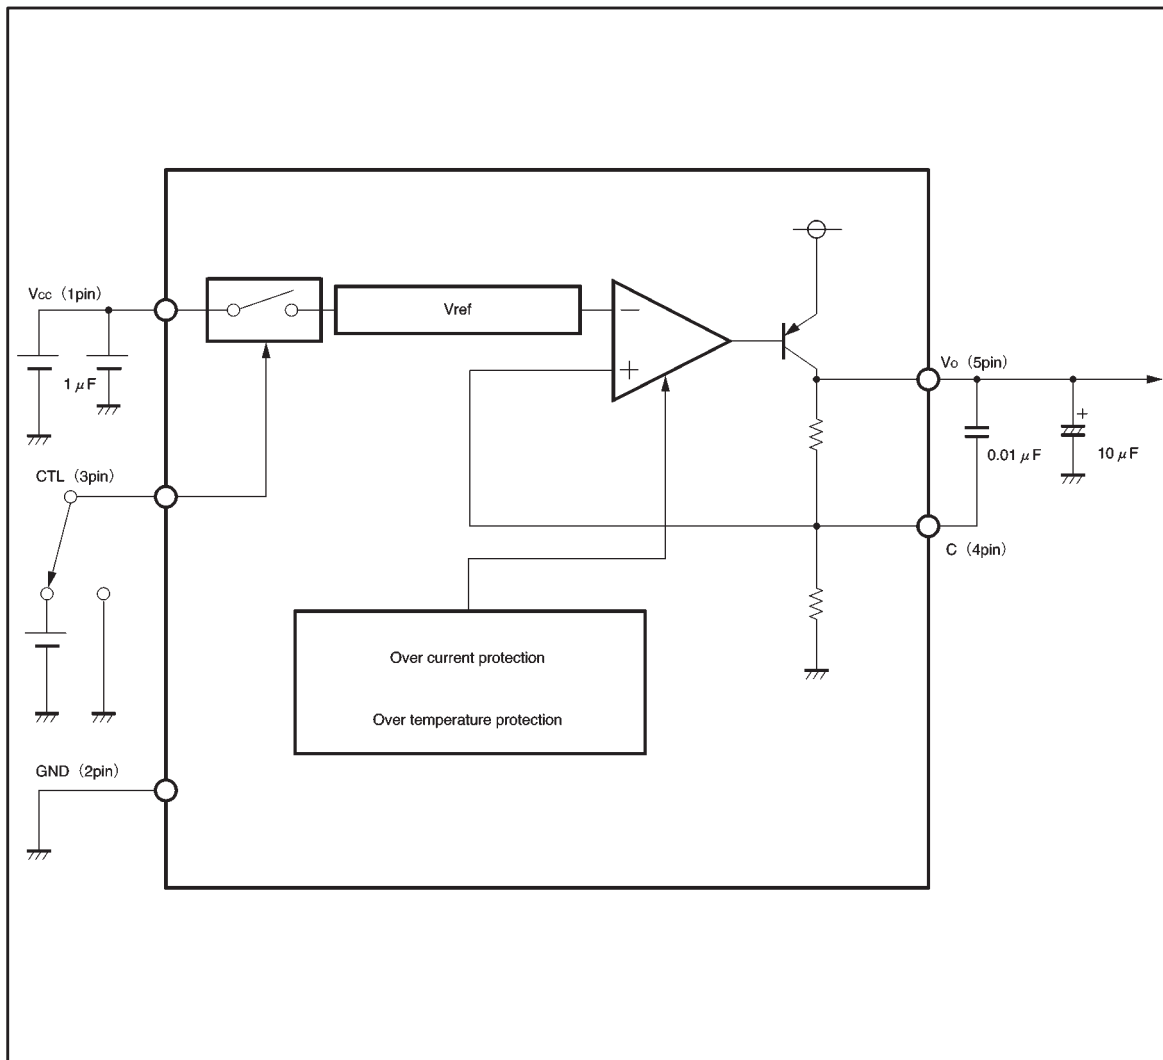 Vcc (1pin)
1 μF
CTL (3pin)
GND (2pin)
Vref
−
+
Over current protection
Over temperature protection
Vo (5pin)
0.01 μF
+
10 μF
C (4pin)